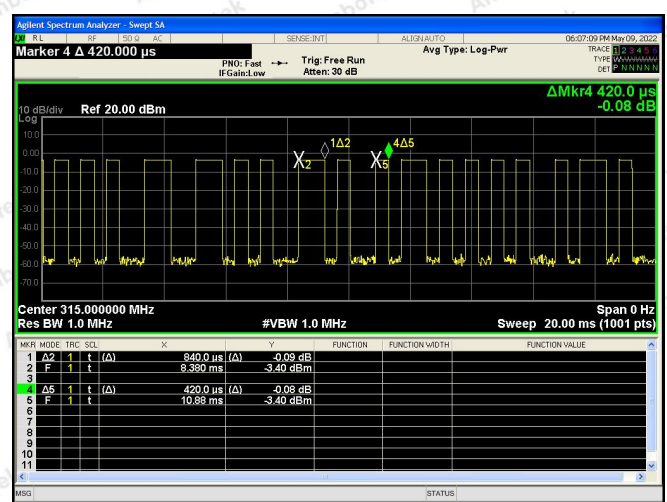 Agilent Spectrum Analyzer - Swept SA
LXI RL RF 50 Ω AC SENSE:INT ALIGN AUTO 06:07:09 PM May 09, 2022
Marker 4 Δ 420.000 µs
PNO: Fast Trig: Free Run Avg Type: Log-Pwr TRACE 1 2 3 4 5 6
IFGain:Low Atten: 30 dB TYPE W
DET P N N N N N
ΔMkr4 420.0 µs
-0.08 dB
10 dB/div Ref 20.00 dBm
Log
10.0
0.00
-10.0
-20.0
-30.0
-40.0
-50.0
-60.0
-70.0
X2 1Δ2 X5 4Δ5
Center 315.000000 MHz Span 0 Hz
Res BW 1.0 MHz #VBW 1.0 MHz Sweep 20.00 ms (1001 pts)
MKR MODE TRC SCL X Y FUNCTION FUNCTION WIDTH FUNCTION VALUE
1 Δ2 1 t (Δ) 840.0 µs (Δ) -0.09 dB
2 F 1 t 8.380 ms -3.40 dBm
3
4 Δ5 1 t (Δ) 420.0 µs (Δ) -0.08 dB
5 F 1 t 10.88 ms -3.40 dBm
6
7
8
9
10
11
MSG STATUS